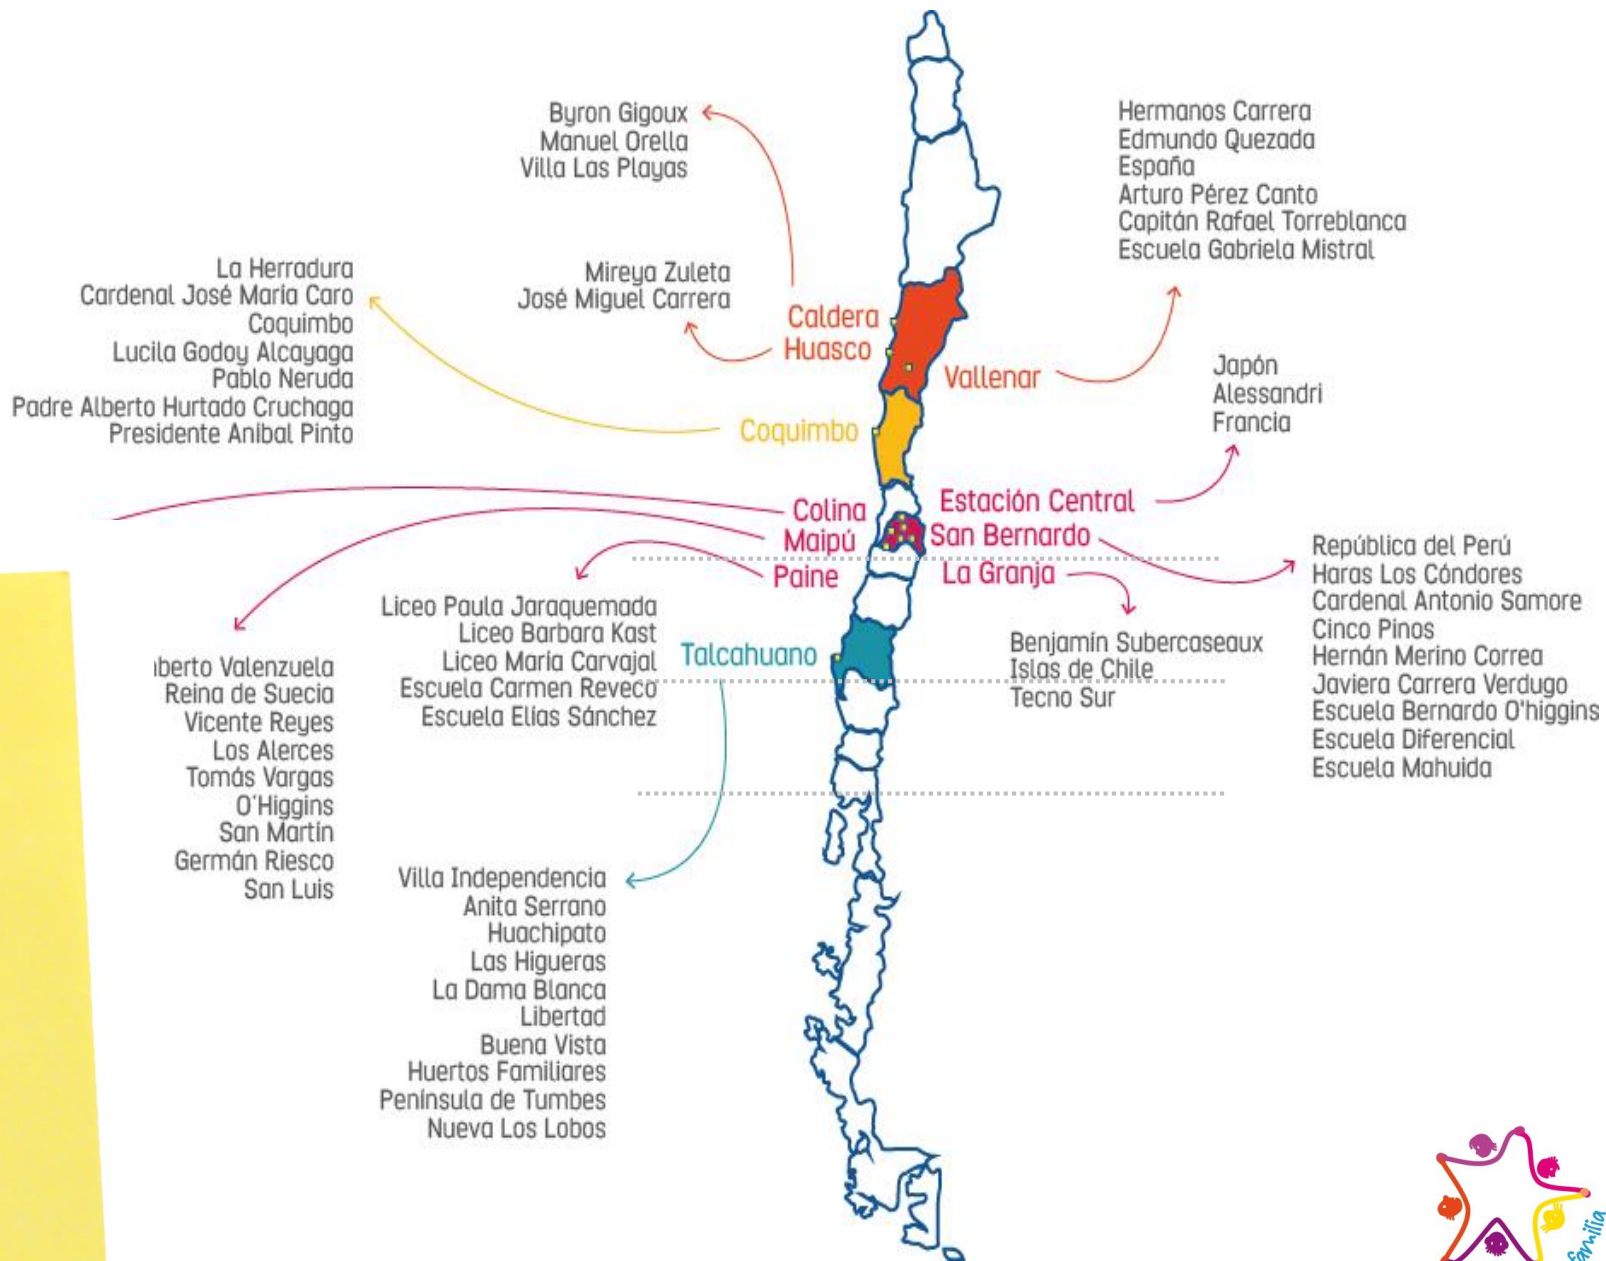 Byron Gigoux
Manuel Orella
Villa Las Playas
Hermanos Carrera
Edmundo Quezada
España
Arturo Pérez Canto
Capitán Rafael Torreblanca
Escuela Gabriela Mistral
La Herradura
Cardenal José María Caro
Coquimbo
Lucila Godoy Alcayaga
Pablo Neruda
Padre Alberto Hurtado Cruchaga
Presidente Anibal Pinto
Mireya Zuleta
José Miguel Carrera
Caldera
Huasco
Vallenar
Coquimbo
Japón
Alessandri
Francia
Colina
Maipú
Paine
Estación Central
San Bernardo
La Granja
República del Perú
Haras Los Cóndores
Cardenal Antonio Samore
Cinco Pinos
Hernán Merino Correa
Javiera Carrera Verdugo
Escuela Bernardo O'higgins
Escuela Diferencial
Escuela Mahuida
Liceo Paula Jaraquemada
Liceo Barbara Kast
Liceo María Carvajal
Escuela Carmen Reveco
Escuela Elías Sánchez
Talcahuano
Benjamín Subercaseaux
Islas de Chile
Tecno Sur
Valenzuela
Reina de Suecia
Vicente Reyes
Los Alerces
Tomás Vargas
O'Higgins
San Martín
Germán Riesco
San Luis
Villa Independencia
Anita Serrano
Huachipato
Las Higueras
La Dama Blanca
Libertad
Buena Vista
Huertos Familiares
Península de Tumbes
Nueva Los Lobos
familia